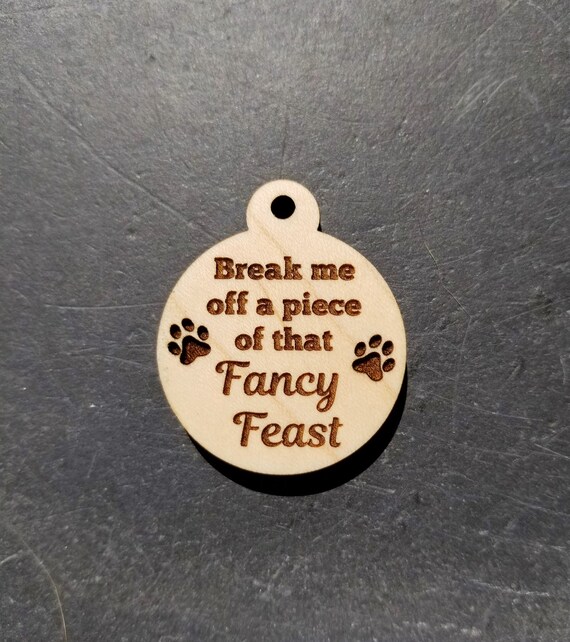 Break me
off a piece
of that
Fancy
Feast